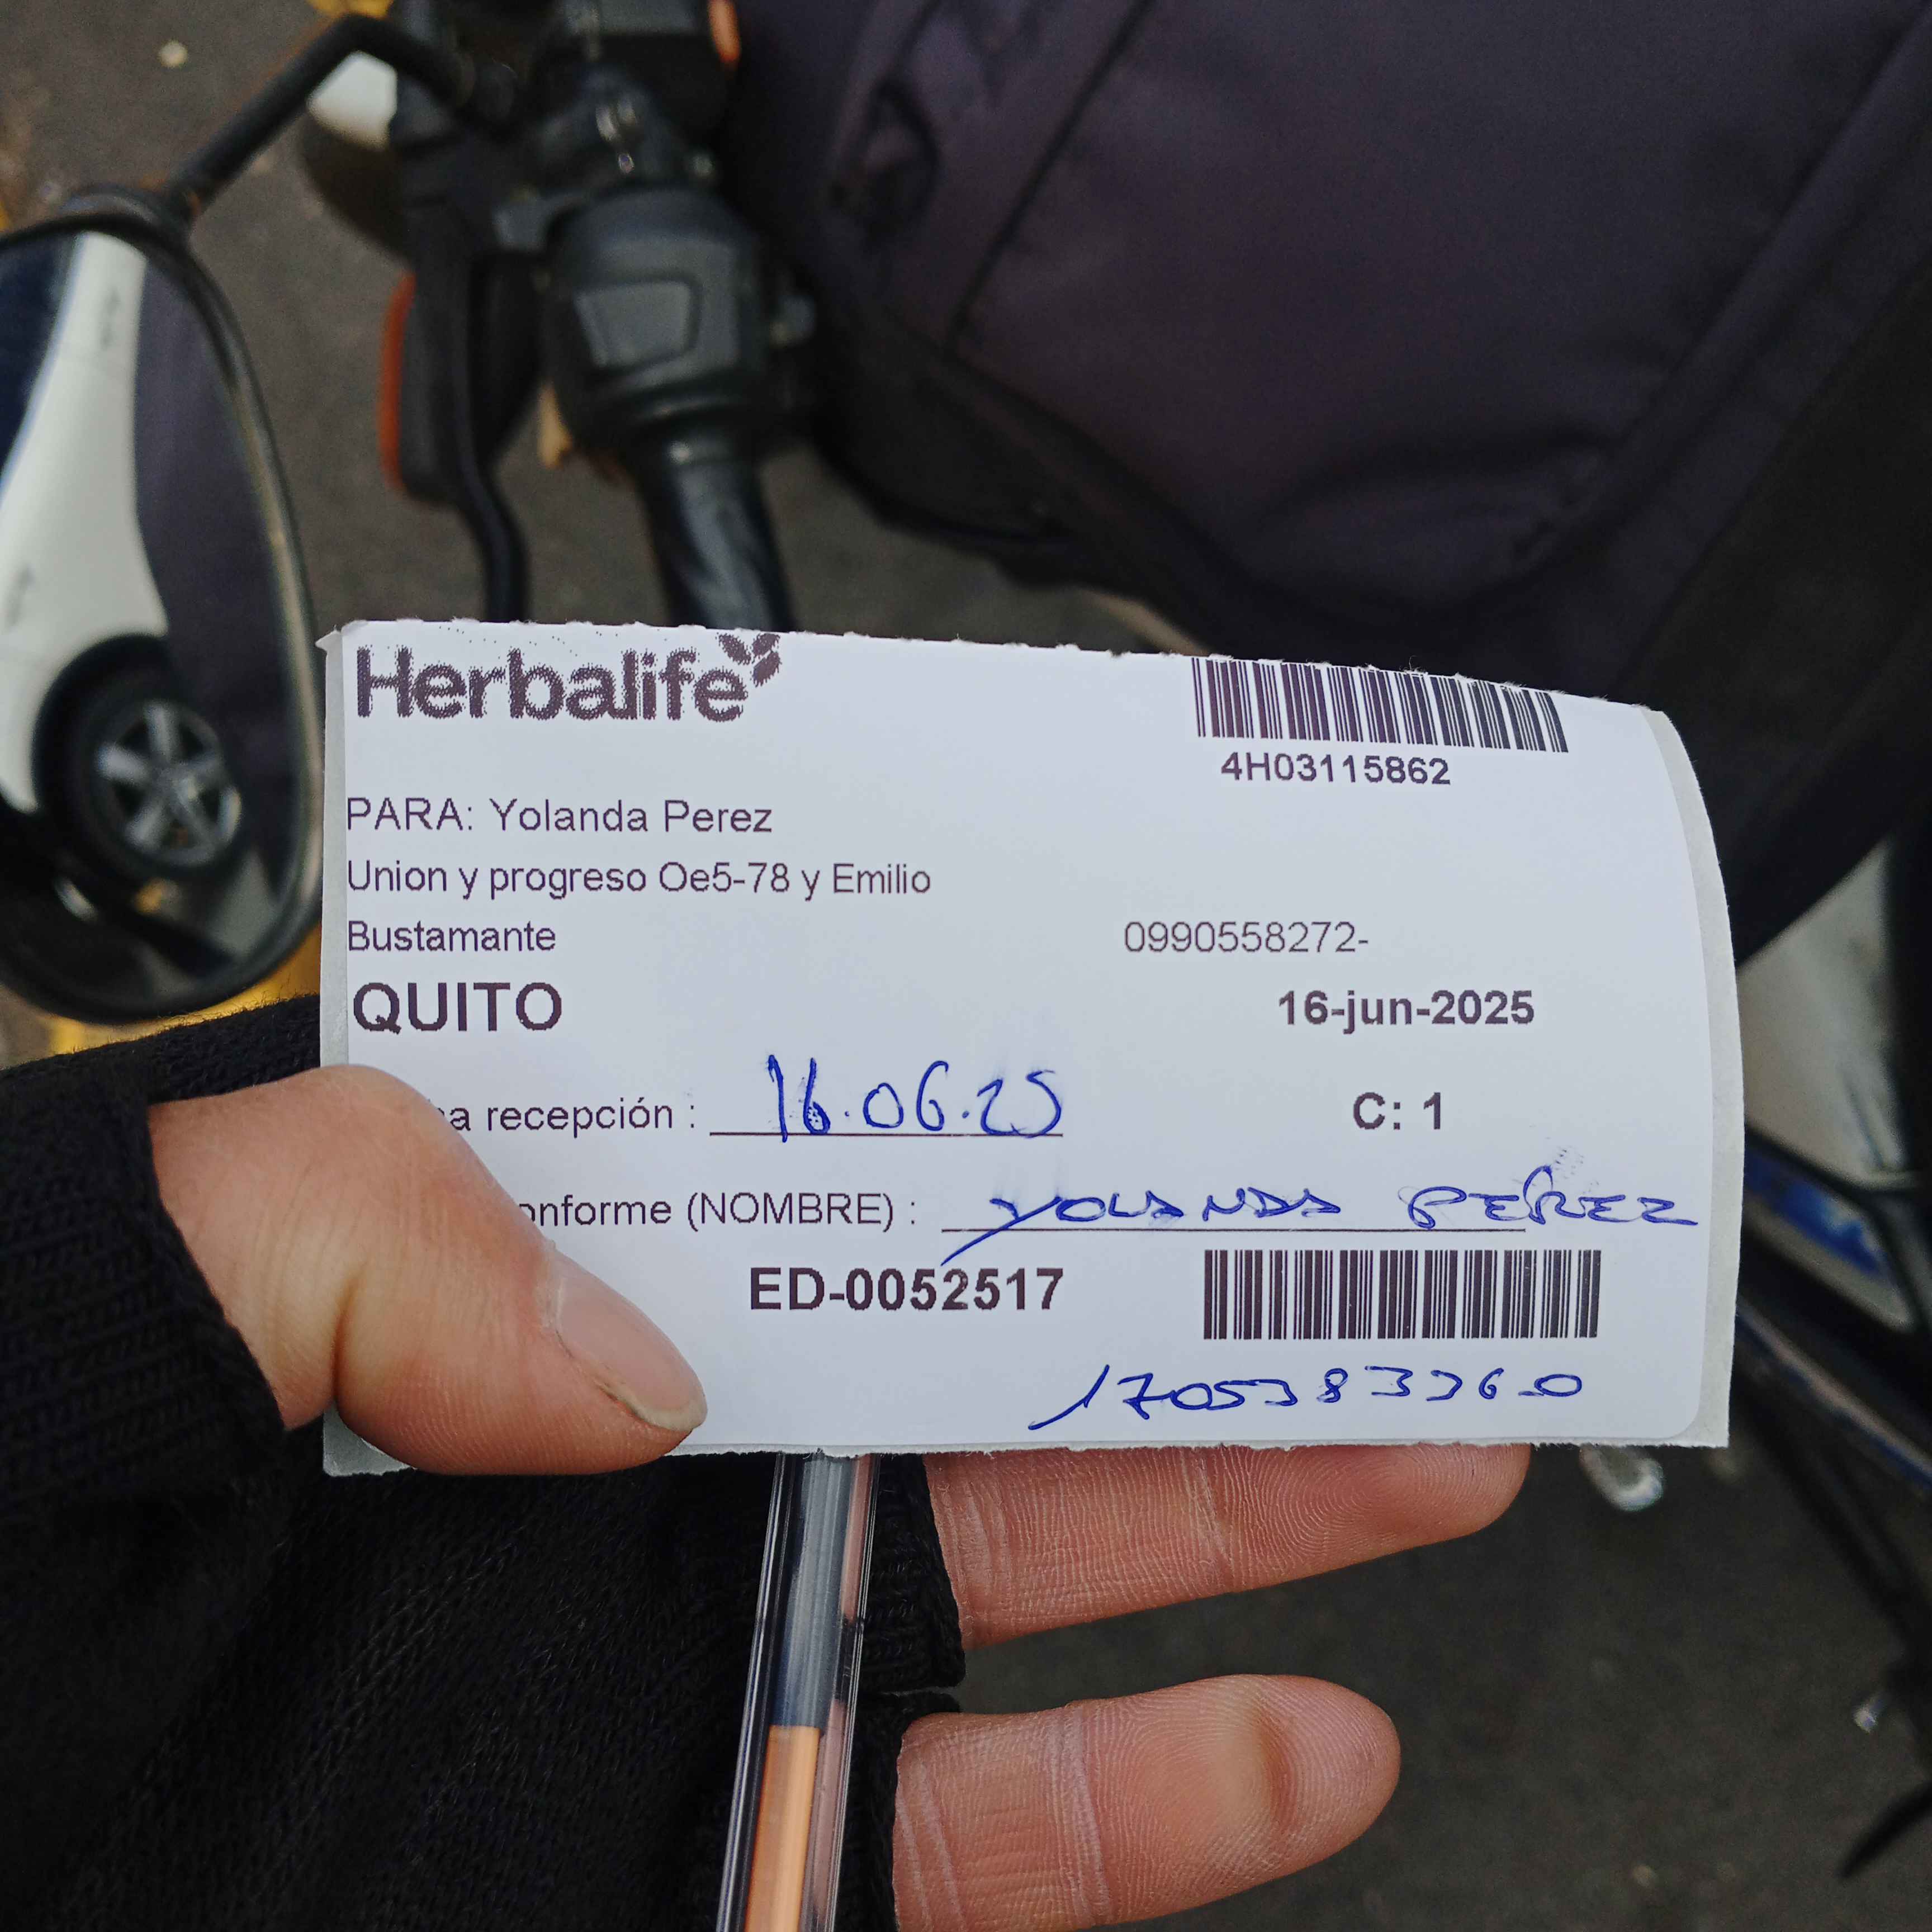 Herbalife
4H03115862
PARA: Yolanda Perez
Union y progreso Oe5-78 y Emilio
Bustamante 0990558272-
QUITO 16-jun-2025
recepción : 16.06.25 C: 1
(NOMBRE) : YOLANDA PEREZ
ED-0052517